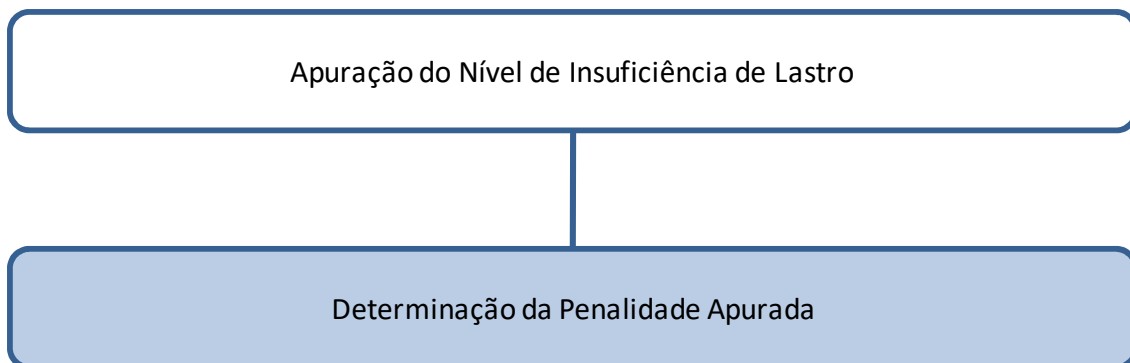 Apuração do Nível de Insuficiência de Lastro
Determinação da Penalidade Apurada